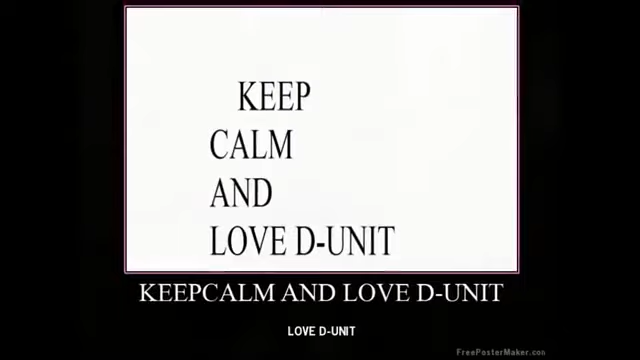 KEEP
CALM
AND
LOVE D-UNIT
KEEPCALM AND LOVE D-UNIT
LOVE D-UNIT
FreePosterMaker.com